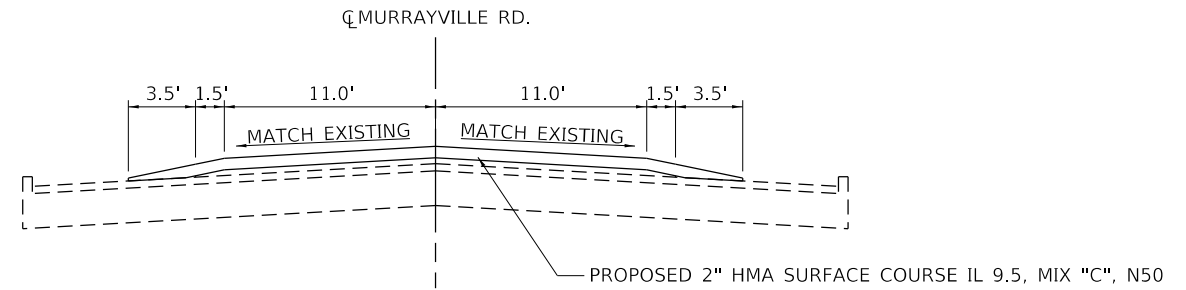 ℄ MURRAYVILLE RD.
3.5' 1.5' 11.0' 11.0' 1.5' 3.5'
MATCH EXISTING MATCH EXISTING
PROPOSED 2" HMA SURFACE COURSE IL 9.5, MIX "C", N50